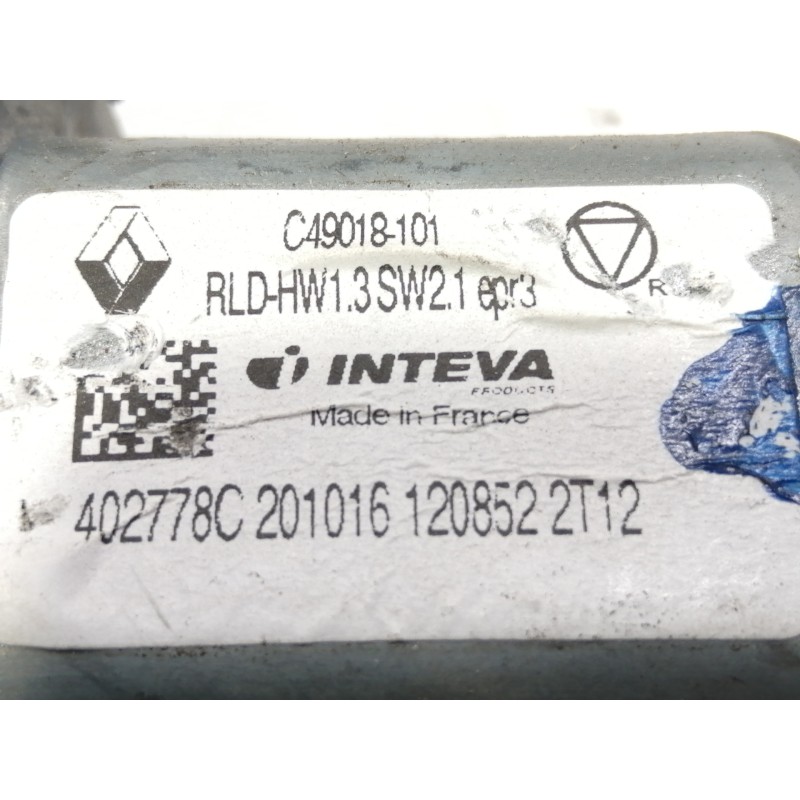 C49018-101
RLD-HW1.3 SW2.1 epr3
R
INTEVA
PRODUCTS
Made in France
402778C 201016 120852 2T12